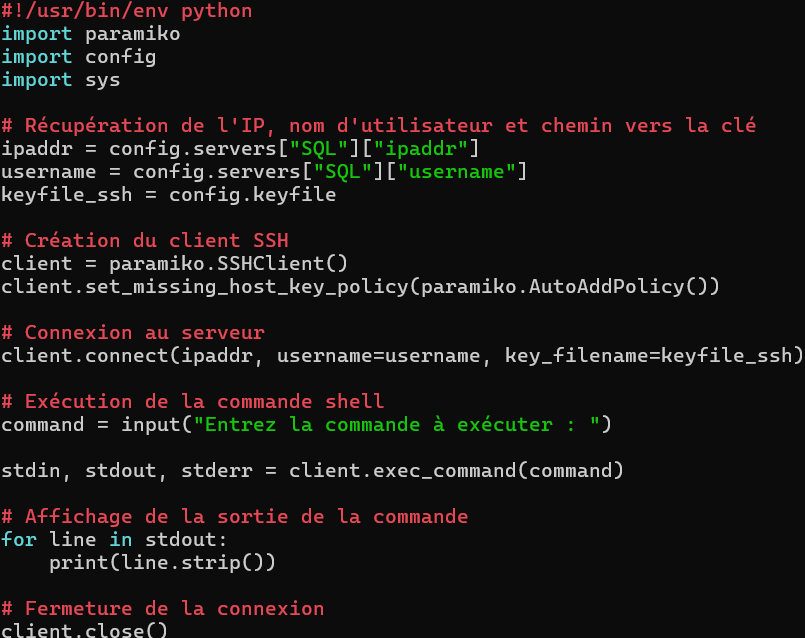 #!/usr/bin/env python
import paramiko
import config
import sys

# Récupération de l'IP, nom d'utilisateur et chemin vers la clé
ipaddr = config.servers["SQL"]["ipaddr"]
username = config.servers["SQL"]["username"]
keyfile_ssh = config.keyfile

# Création du client SSH
client = paramiko.SSHClient()
client.set_missing_host_key_policy(paramiko.AutoAddPolicy())

# Connexion au serveur
client.connect(ipaddr, username=username, key_filename=keyfile_ssh)

# Exécution de la commande shell
command = input("Entrez la commande à exécuter : ")

stdin, stdout, stderr = client.exec_command(command)

# Affichage de la sortie de la commande
for line in stdout:
    print(line.strip())

# Fermeture de la connexion
client.close()